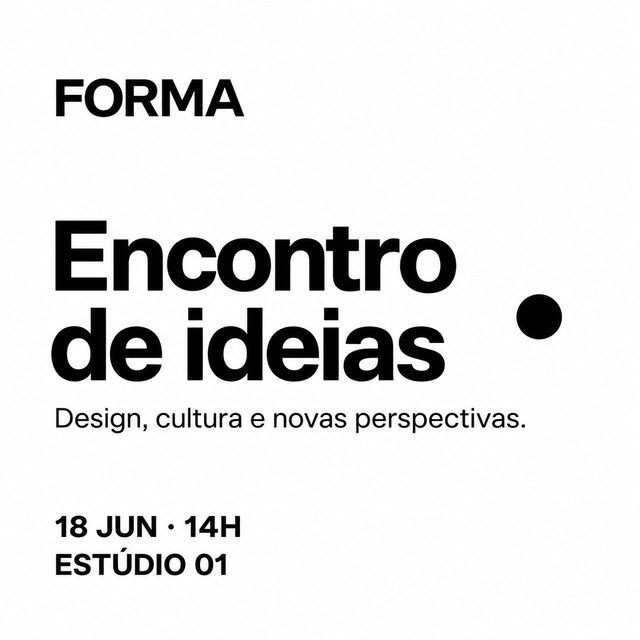 FORMA
Encontro
de ideias
Design, cultura e novas perspectivas.
18 JUN · 14H
ESTÚDIO 01